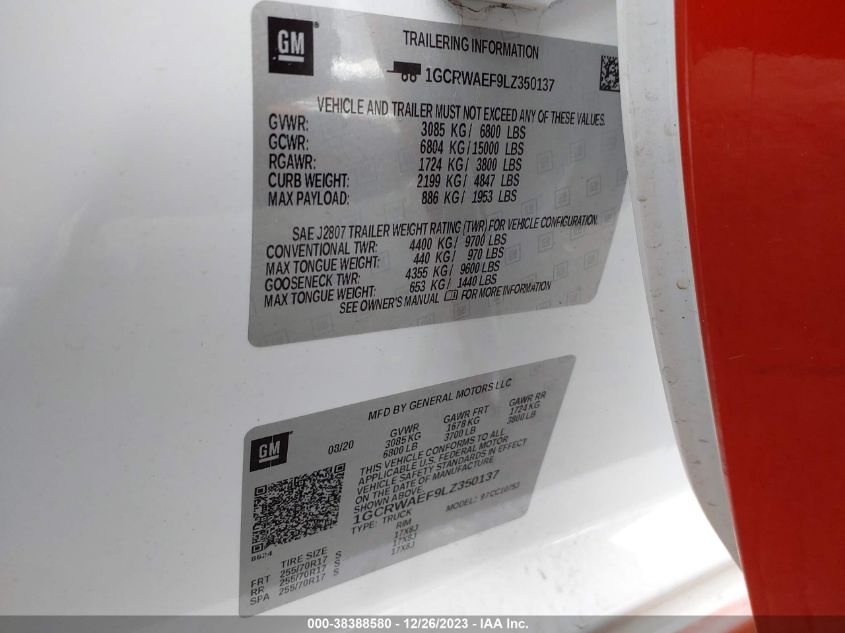 GM
TRAILERING INFORMATION
1GCRWAEF9LZ350137
VEHICLE AND TRAILER MUST NOT EXCEED ANY OF THESE VALUES.
GVWR: 3085 KG/ 6800 LBS
GCWR: 6804 KG/15000 LBS
RGAWR: 1724 KG/ 3800 LBS
CURB WEIGHT: 2199 KG/ 4847 LBS
MAX PAYLOAD: 886 KG/ 1953 LBS
SAE J2807 TRAILER WEIGHT RATING (TWR) FOR VEHICLE CONFIGURATION.
CONVENTIONAL TWR: 4400 KG/ 9700 LBS
MAX TONGUE WEIGHT: 440 KG/ 970 LBS
GOOSENECK TWR: 4355 KG/ 9600 LBS
MAX TONGUE WEIGHT: 653 KG/ 1440 LBS
SEE OWNER'S MANUAL FOR MORE INFORMATION
MFD BY GENERAL MOTORS LLC
GM
03/20
GVWR GAWR FRT GAWR RR
3085 KG 1678 KG 1724 KG
6800 LB 3700 LB 3800 LB
THIS VEHICLE CONFORMS TO ALL
APPLICABLE U.S. FEDERAL MOTOR
VEHICLE SAFETY STANDARDS IN EFFECT
ON THE DATE OF MANUFACTURE
SHOWN ABOVE.
1GCRWAEF9LZ350137
TYPE: TRUCK MODEL:
8624
TIRE SIZE RIM
FRT 255/70R17 S 17X8J
RR 255/70R17 S 17X8J
SPA 255/70R17 S 17X8J
000-38388580 - 12/26/2023 - IAA Inc.